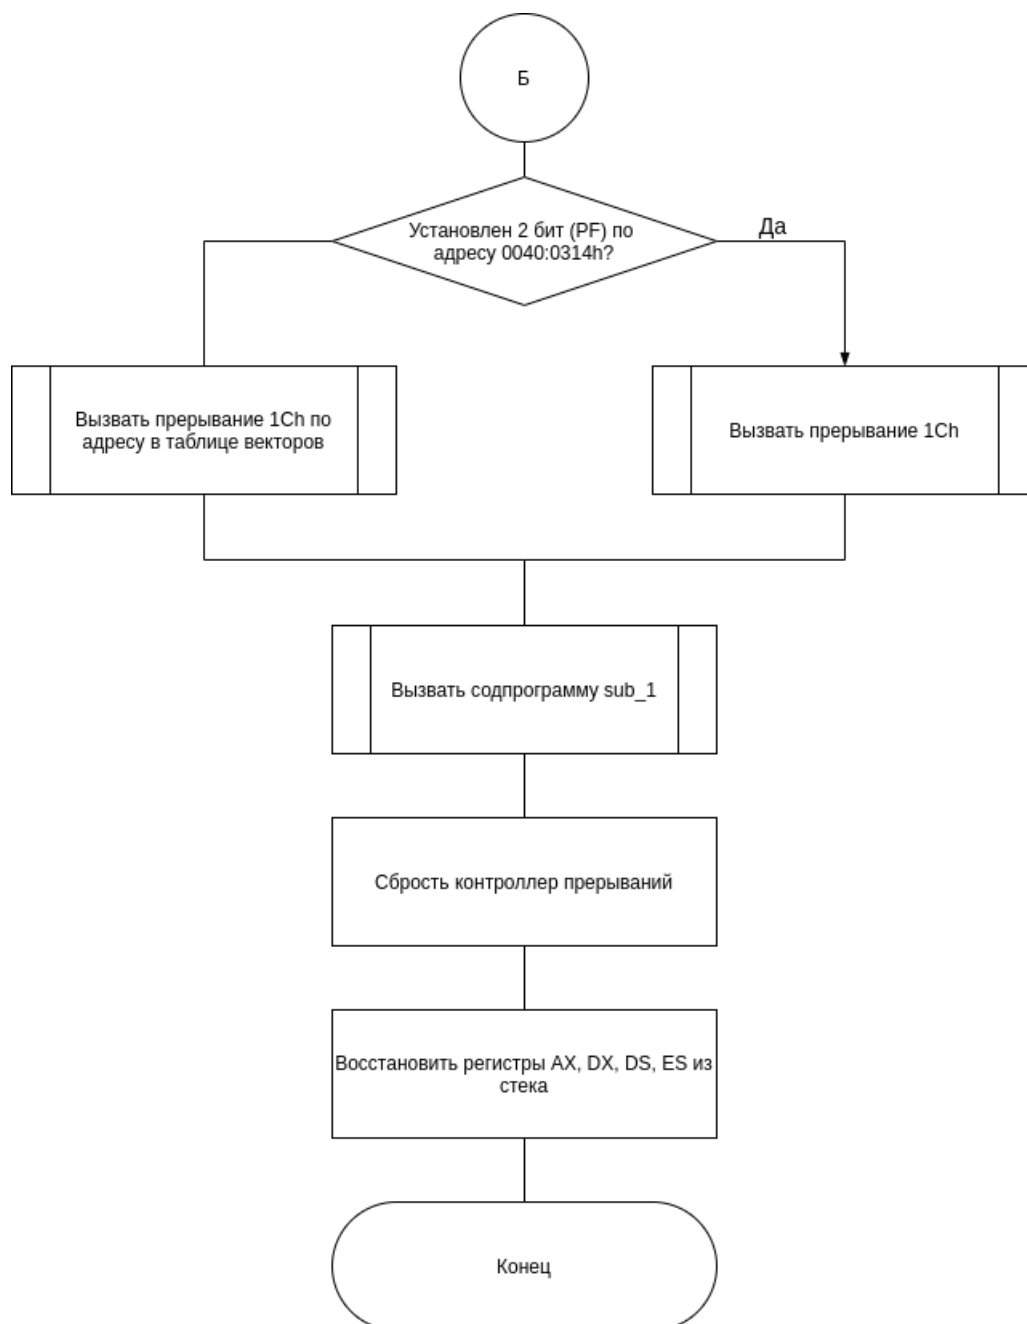 Б
Установлен 2 бит (PF) по
адресу 0040:0314h?
Да
Вызвать прерывание 1Ch по
адресу в таблице векторов
Вызвать прерывание 1Ch
Вызвать содпрограмму sub_1
Сбрость контроллер прерываний
Восстановить регистры AX, DX, DS, ES из
стека
Конец